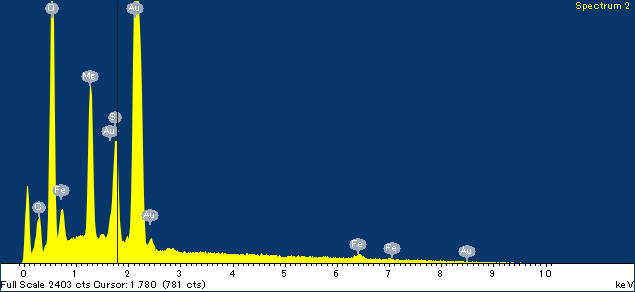 Spectrum 2
O
Au
Mg
Si
Au
Fe
O
Au
Fe
Fe
Au
0 1 2 3 4 5 6 7 8 9 10
Full Scale 2403 cts Cursor: 1.780 (781 cts)
keV